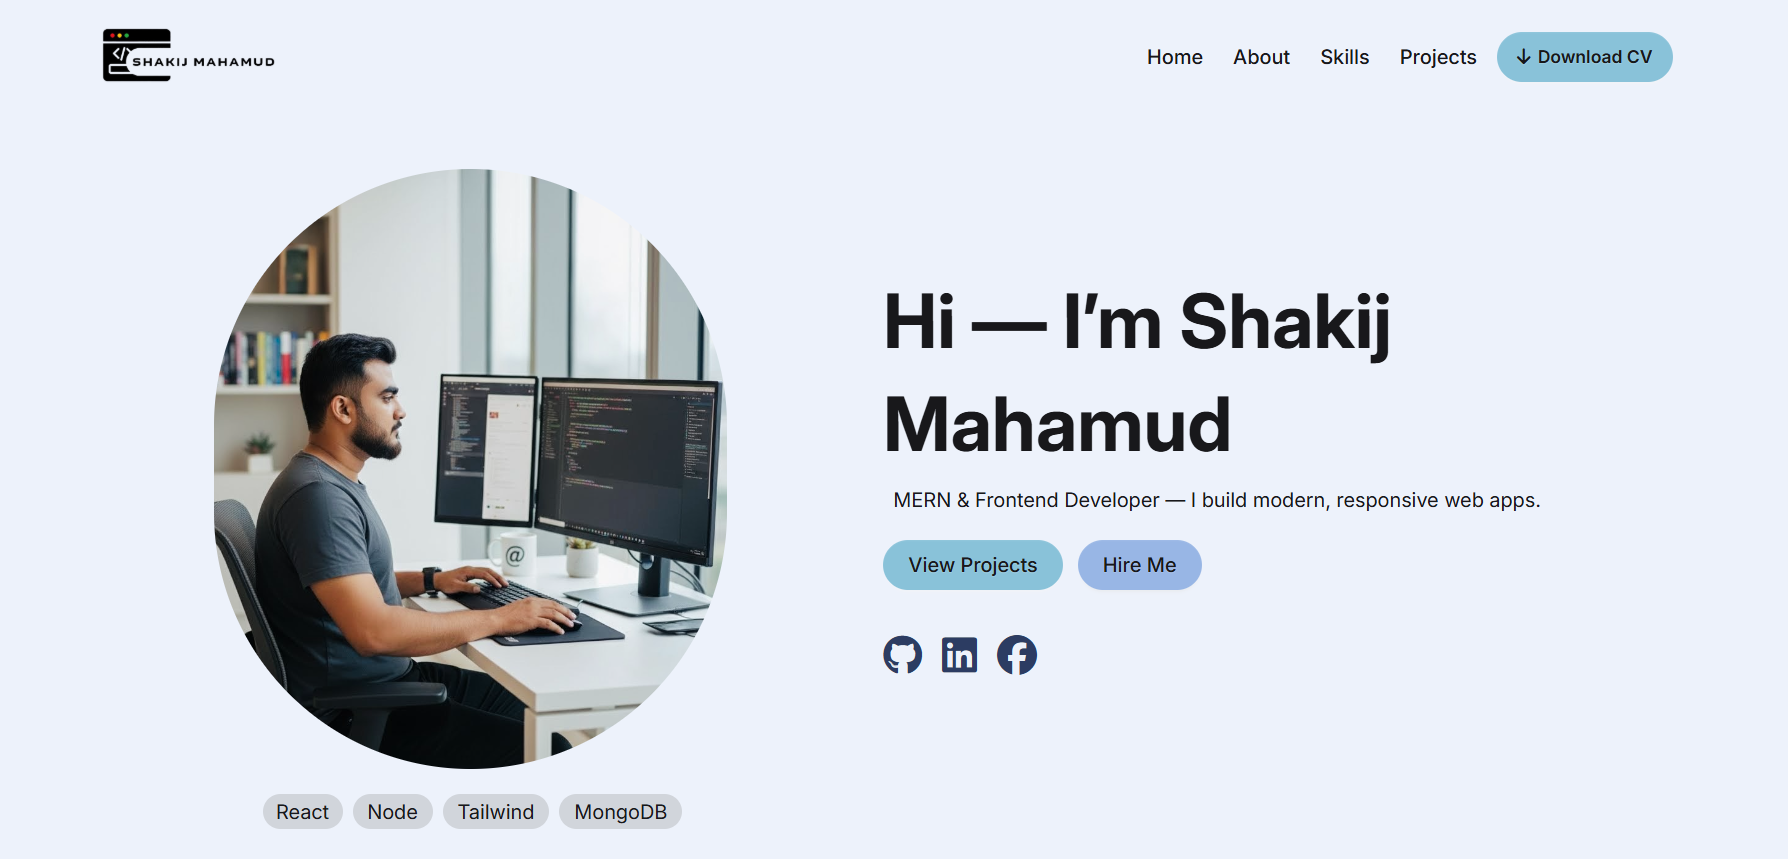 SHAKIJ MAHAMUD
Home About Skills Projects ↓ Download CV
Hi — I’m Shakij
Mahamud
MERN & Frontend Developer — I build modern, responsive web apps.
View Projects Hire Me
React Node Tailwind MongoDB